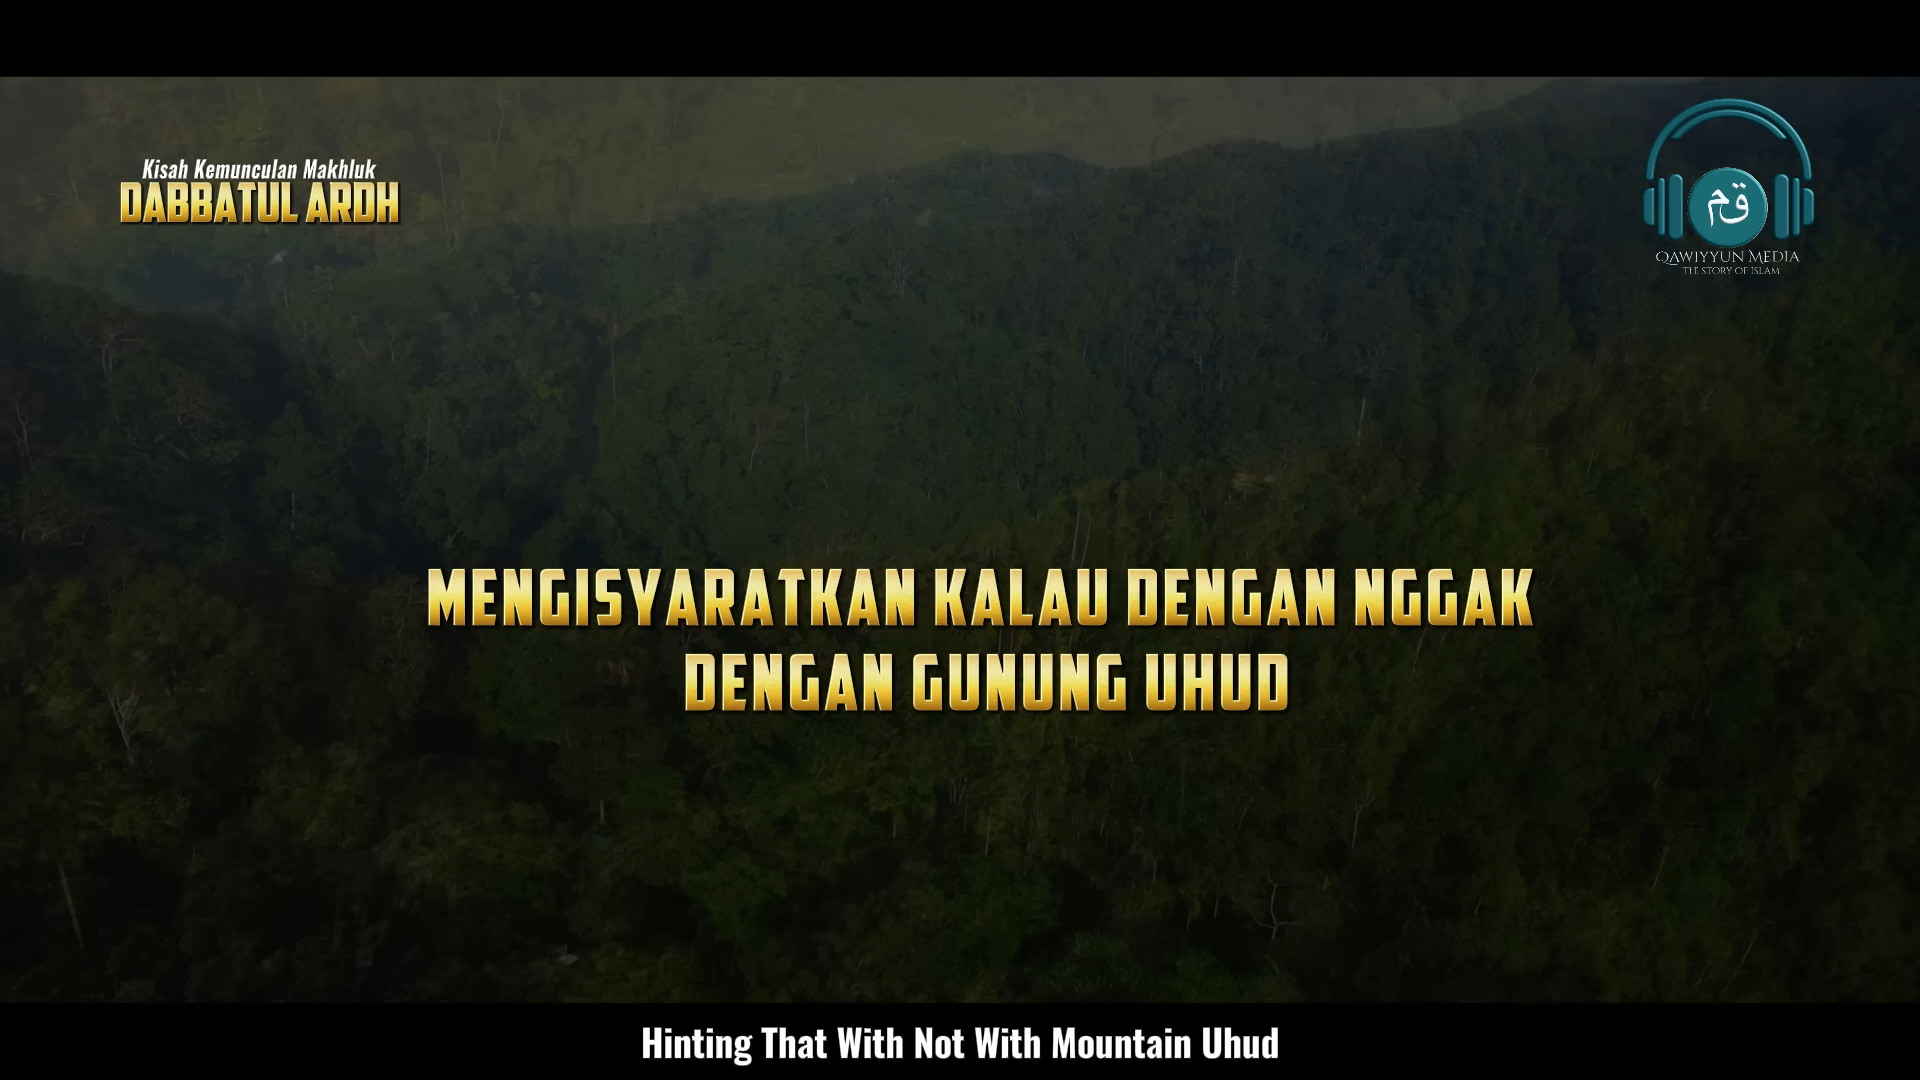 Kisah Kemunculan Makhluk
DABBATUL ARDH
قم
QAWIYYUN MEDIA
THE STORY OF ISLAM
MENGISYARATKAN KALAU DENGAN NGGAK
DENGAN GUNUNG UHUD
Hinting That With Not With Mountain Uhud